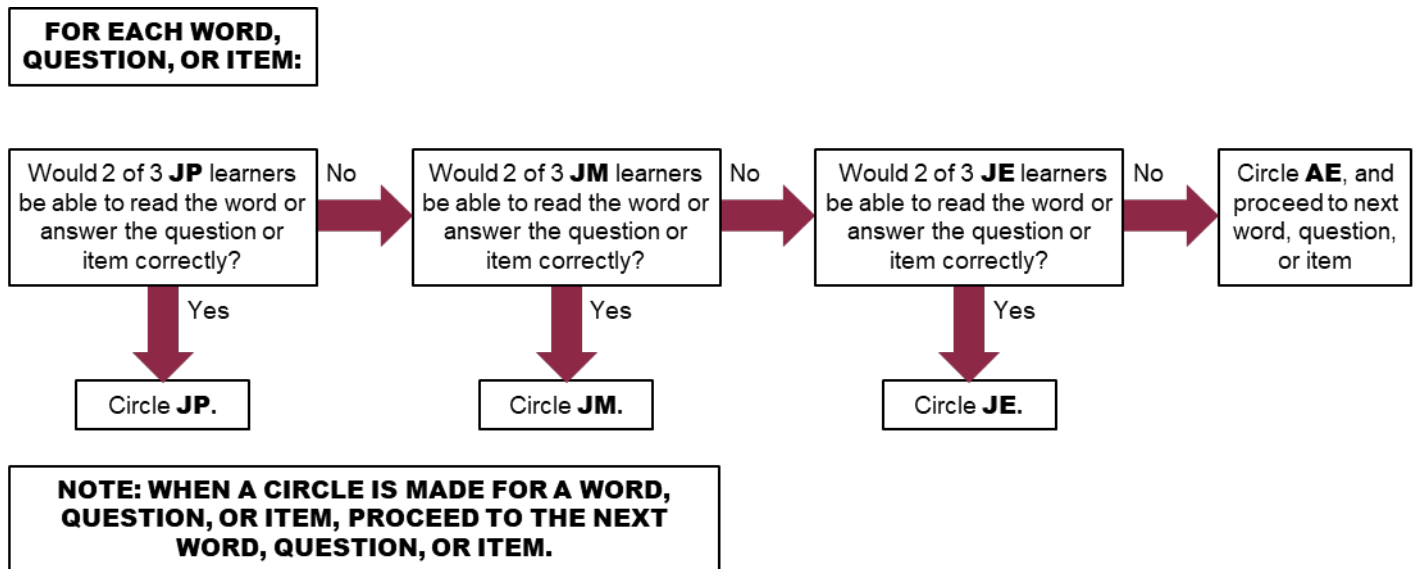 FOR EACH WORD,
QUESTION, OR ITEM:
Would 2 of 3 JP learners
be able to read the word or
answer the question or
item correctly?
No
Would 2 of 3 JM learners
be able to read the word or
answer the question or
item correctly?
No
Would 2 of 3 JE learners
be able to read the word or
answer the question or
item correctly?
No
Circle AE, and
proceed to next
word, question,
or item
Yes
Yes
Yes
Circle JP.
Circle JM.
Circle JE.
NOTE: WHEN A CIRCLE IS MADE FOR A WORD,
QUESTION, OR ITEM, PROCEED TO THE NEXT
WORD, QUESTION, OR ITEM.